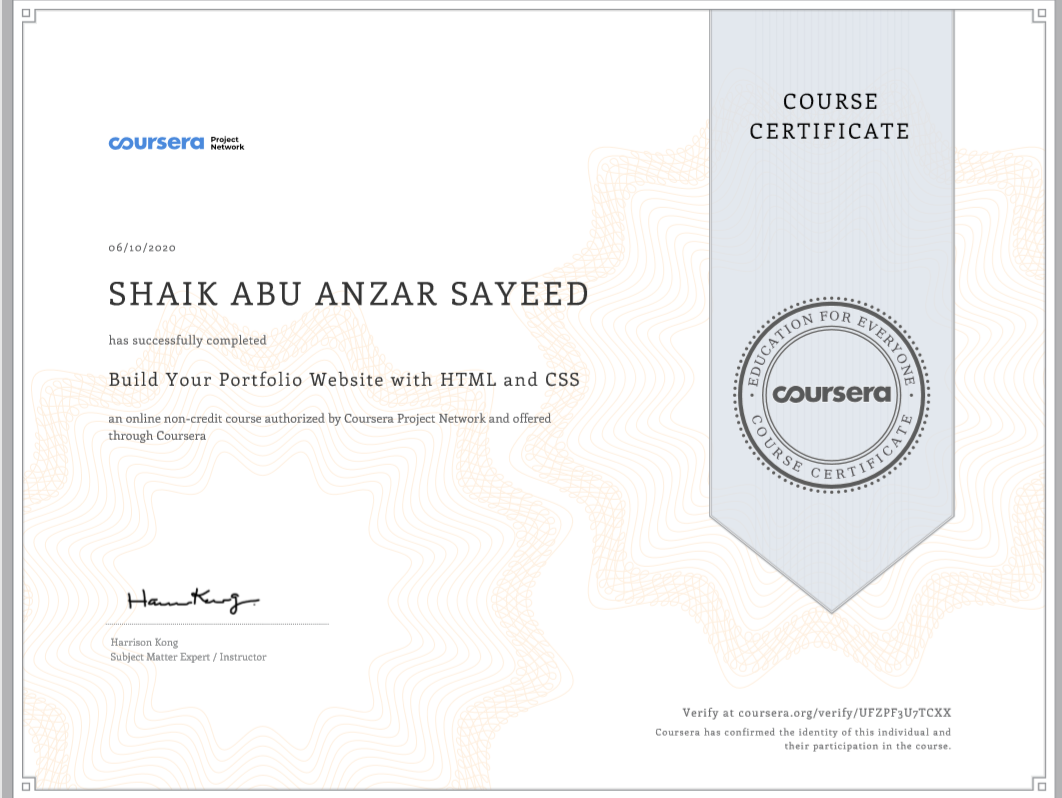 COURSE
CERTIFICATE
coursera Project
Network
06/10/2020
SHAIK ABU ANZAR SAYEED
has successfully completed
Build Your Portfolio Website with HTML and CSS
an online non-credit course authorized by Coursera Project Network and offered
through Coursera
EDUCATION FOR EVERYONE
coursera
COURSE CERTIFICATE
Harrison Kong
Subject Matter Expert / Instructor
Verify at coursera.org/verify/UFZPF3U7TCXX
Coursera has confirmed the identity of this individual and
their participation in the course.